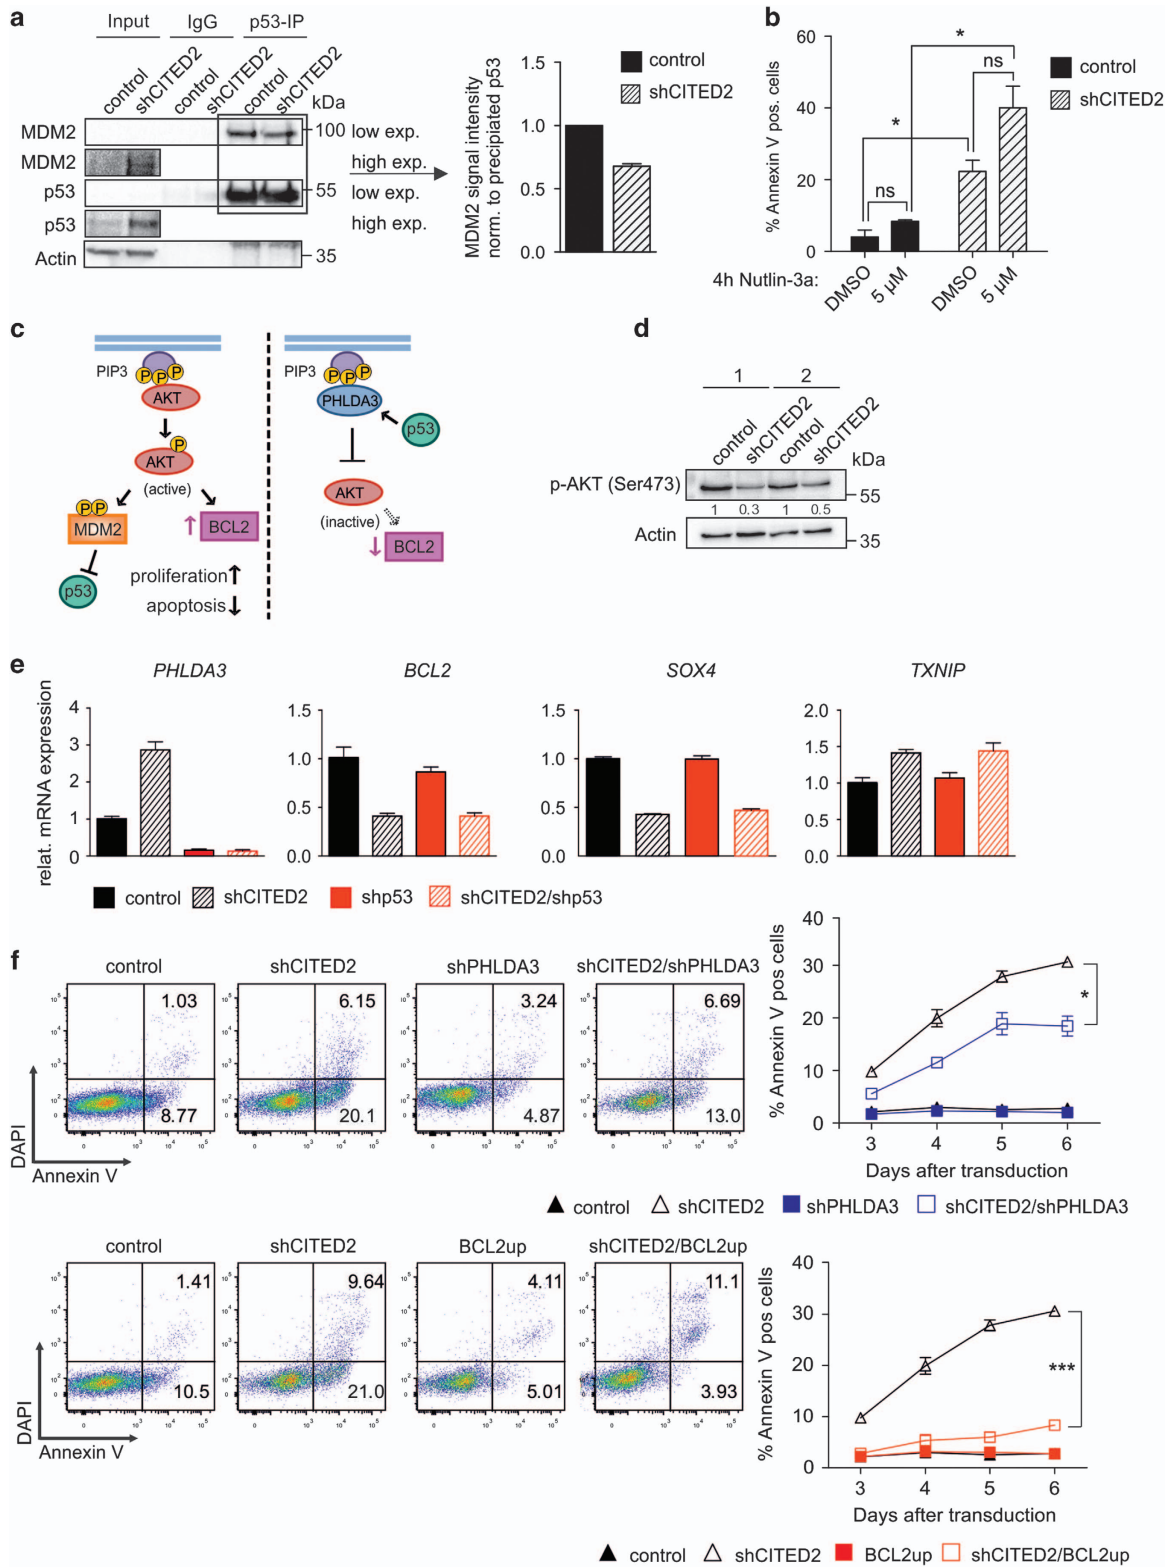 a
Input IgG p53-IP
control shCITED2 control shCITED2 control shCITED2
kDa
MDM2 100 low exp.
MDM2 high exp.
p53 55 low exp.
p53 high exp.
Actin 35
MDM2 signal intensity
norm. to precipiated p53
1.5
1.0
0.5
0.0
control
shCITED2
b
% Annexin V pos. cells
60
40
20
0
*
*
ns
ns
control
shCITED2
4h Nutlin-3a: DMSO 5 µM DMSO 5 µM
c
PIP3 P P P
AKT
AKT P
(active)
P P
MDM2
BCL2
p53
proliferation
apoptosis
PIP3 P P P
PHLDA3
p53
AKT
(inactive)
BCL2
d
1 2
control shCITED2 control shCITED2
kDa
p-AKT (Ser473) 55
1 0.3 1 0.5
Actin 35
e
PHLDA3 BCL2 SOX4 TXNIP
relat. mRNA expression
4
3
2
1
0
1.5
1.0
0.5
0.0
1.5
1.0
0.5
0.0
2.0
1.5
1.0
0.5
0.0
control shCITED2 shp53 shCITED2/shp53
f
control shCITED2 shPHLDA3 shCITED2/shPHLDA3
1.03 6.15 3.24 6.69
8.77 20.1 4.87 13.0
DAPI
Annexin V
% Annexin V pos cells
40
30
20
10
0
*
3 4 5 6
Days after transduction
control shCITED2 shPHLDA3 shCITED2/shPHLDA3
control shCITED2 BCL2up shCITED2/BCL2up
1.41 9.64 4.11 11.1
10.5 21.0 5.01 3.93
DAPI
Annexin V
% Annexin V pos cells
40
30
20
10
0
***
3 4 5 6
Days after transduction
control shCITED2 BCL2up shCITED2/BCL2up